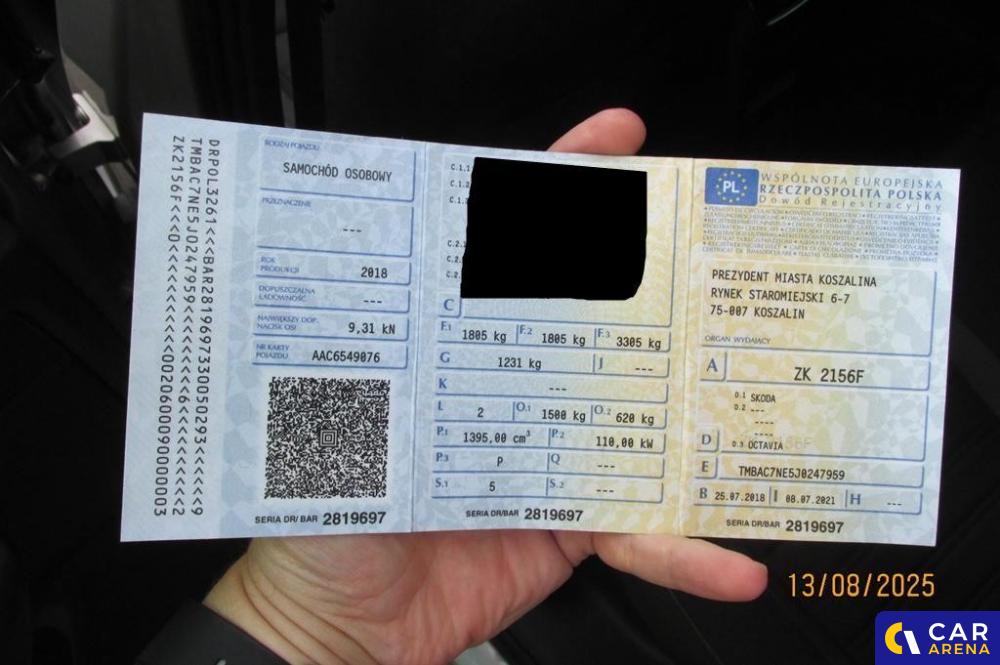 DRPOL3261<<BAR2819697330050293<<<<<<9
TMBAC7NE5J0247959<<<<<<<<<<<
ZK2156F<<<
RODZAJ POJAZDU
SAMOCHÓD OSOBOWY
PRZEZNACZENIE
---
ROK PRODUKCJI 2018
DOPUSZCZALNA ŁADOWNOŚĆ ---
NAJWIĘKSZY DOP. NACISK OSI 9,31 kN
NR KARTY POJAZDU AAC6549076
SERIA DR/BAR 2819697
C.1.1
C.1.2
C.1.3
C.2.1
C.2.
C.2.
C
F.1 1805 kg F.2 1805 kg F.3 3305 kg
G 1231 kg J ---
K ---
L 2 O.1 1500 kg O.2 620 kg
P.1 1395,00 cm³ P.2 110,00 kW
P.3 P Q ---
S.1 5 S.2 ---
SERIA DR/BAR 2819697
PL
WSPÓLNOTA EUROPEJSKA
RZECZPOSPOLITA POLSKA
Dowód Rejestracyjny
PREZYDENT MIASTA KOSZALINA
RYNEK STAROMIEJSKI 6-7
75-007 KOSZALIN
ORGAN WYDAJĄCY
A ZK 2156F
D.1 SKODA
D.2 ---
----
----
D D.3 OCTAVIA
E TMBAC7NE5J0247959
B 25.07.2018 I 08.07.2021 H ---
SERIA DR/BAR 2819697
13/08/2025
CAR
ARENA